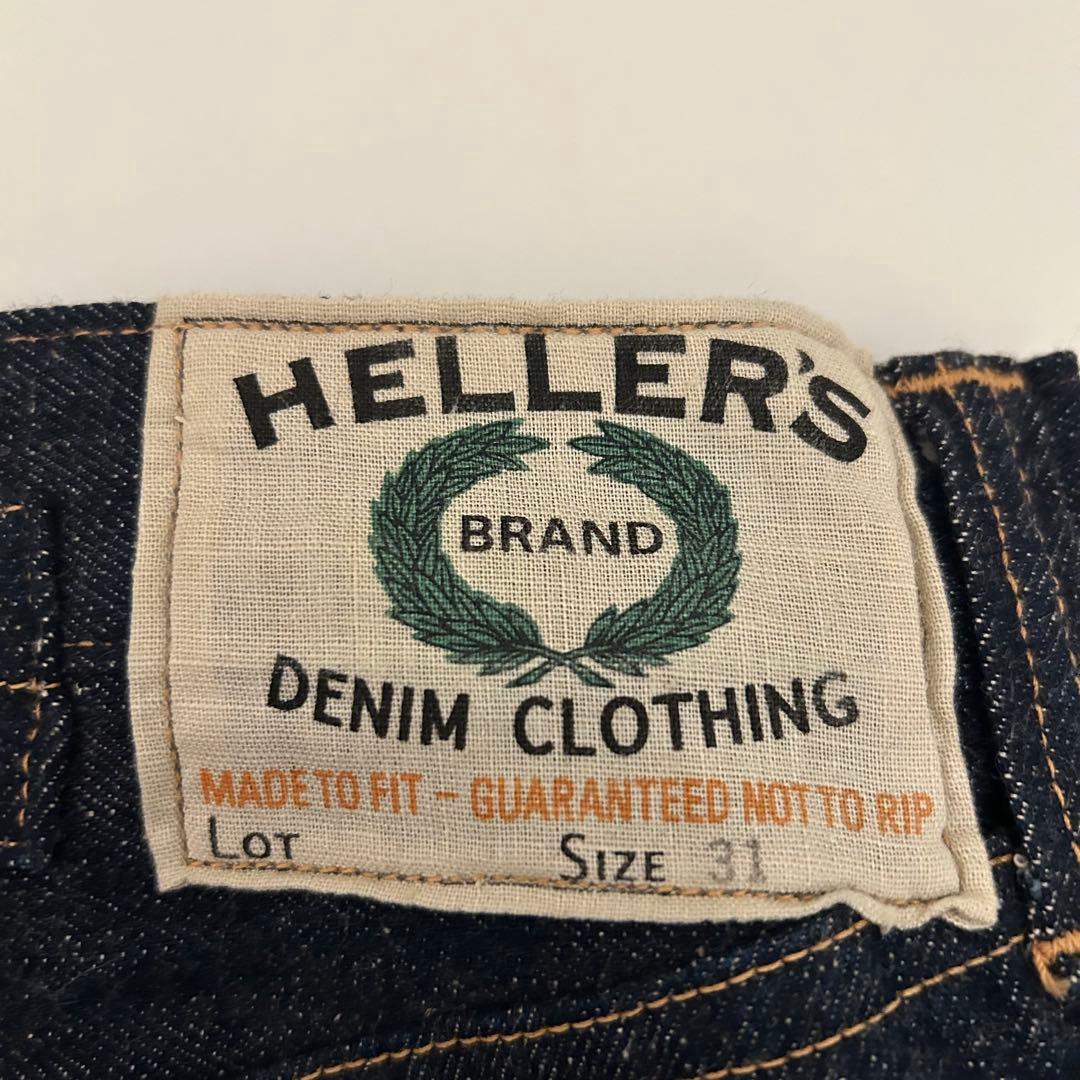 HELLER'S
BRAND
DENIM CLOTHING
MADE TO FIT - GUARANTEED NOT TO RIP
LOT SIZE 31